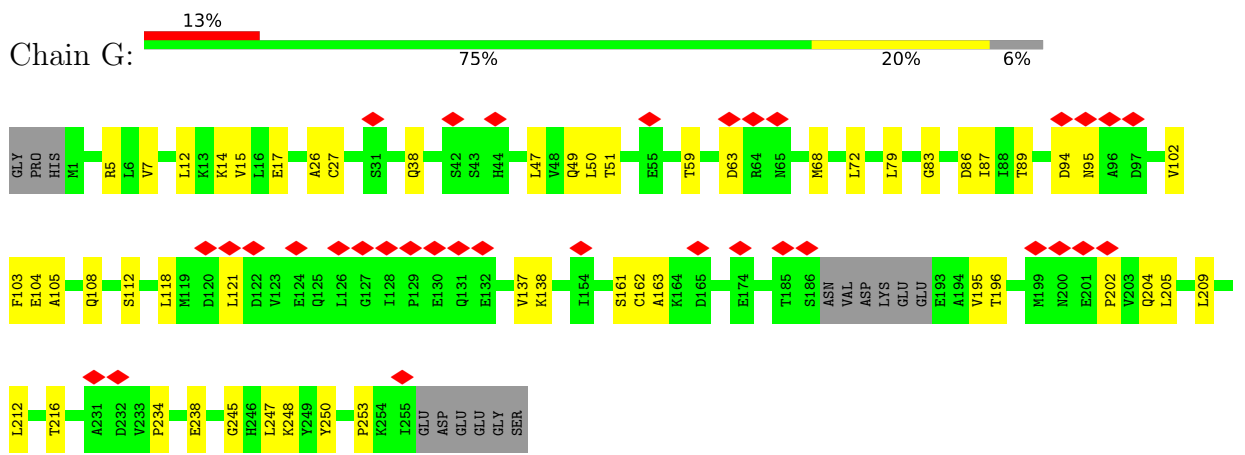 13%
Chain G:
75% 20% 6%
GLY PRO HIS M1 R5 L6 V7 L12 K13 K14 V15 L16 E17 A26 C27 S31 Q38 S42 S43 H44 L47 V48 Q49 L50 T51 E55 T59 D63 R64 N65 M68 L72 L79 G83 D86 I87 I88 T89 D94 N95 A96 D97 V102
F103 E104 A105 Q108 S112 L118 M119 D120 L121 D122 V123 E124 Q125 L126 G127 I128 P129 E130 Q131 E132 V137 K138 I154 S161 C162 A163 K164 D165 E174 T185 S186 ASN VAL ASP LYS GLU GLU E193 A194 V195 T196 M199 N200 E201 P202 V203 Q204 L205 L209
L212 T216 A231 D232 V233 P234 E238 G245 H246 L247 K248 Y249 Y250 P253 K254 I255 GLU ASP GLU GLU GLY SER